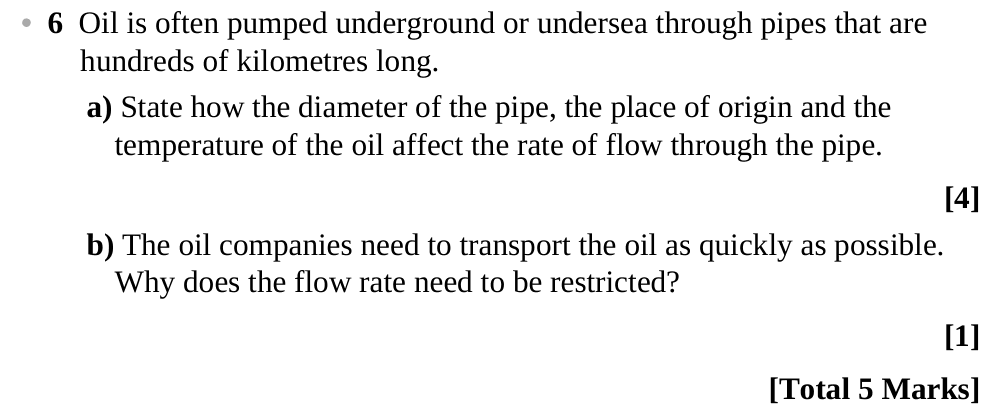 • 6 Oil is often pumped underground or undersea through pipes that are
hundreds of kilometres long.
a) State how the diameter of the pipe, the place of origin and the
temperature of the oil affect the rate of flow through the pipe.
[4]
b) The oil companies need to transport the oil as quickly as possible.
Why does the flow rate need to be restricted?
[1]
[Total 5 Marks]